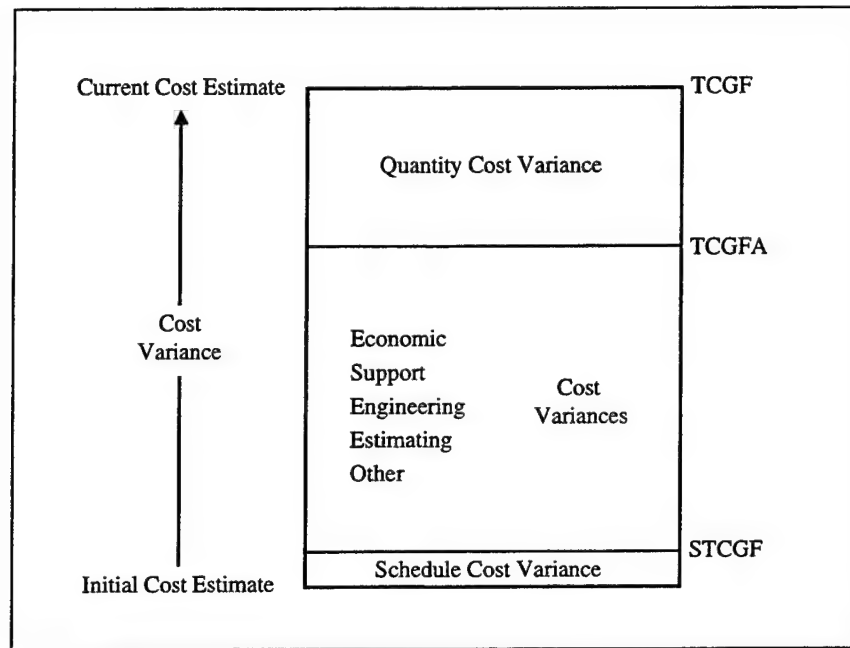 Current Cost Estimate
TCGF
Quantity Cost Variance
TCGFA
Cost
Variance
Economic
Support
Engineering
Estimating
Other
Cost
Variances
STCGF
Schedule Cost Variance
Initial Cost Estimate